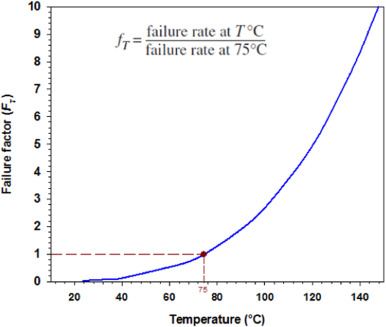 10
9
8
7
6
5
4
3
2
1
0
Failure factor (F_T)
f_T = failure rate at T °C
failure rate at 75°C
75
20 40 60 80 100 120 140
Temperature (°C)